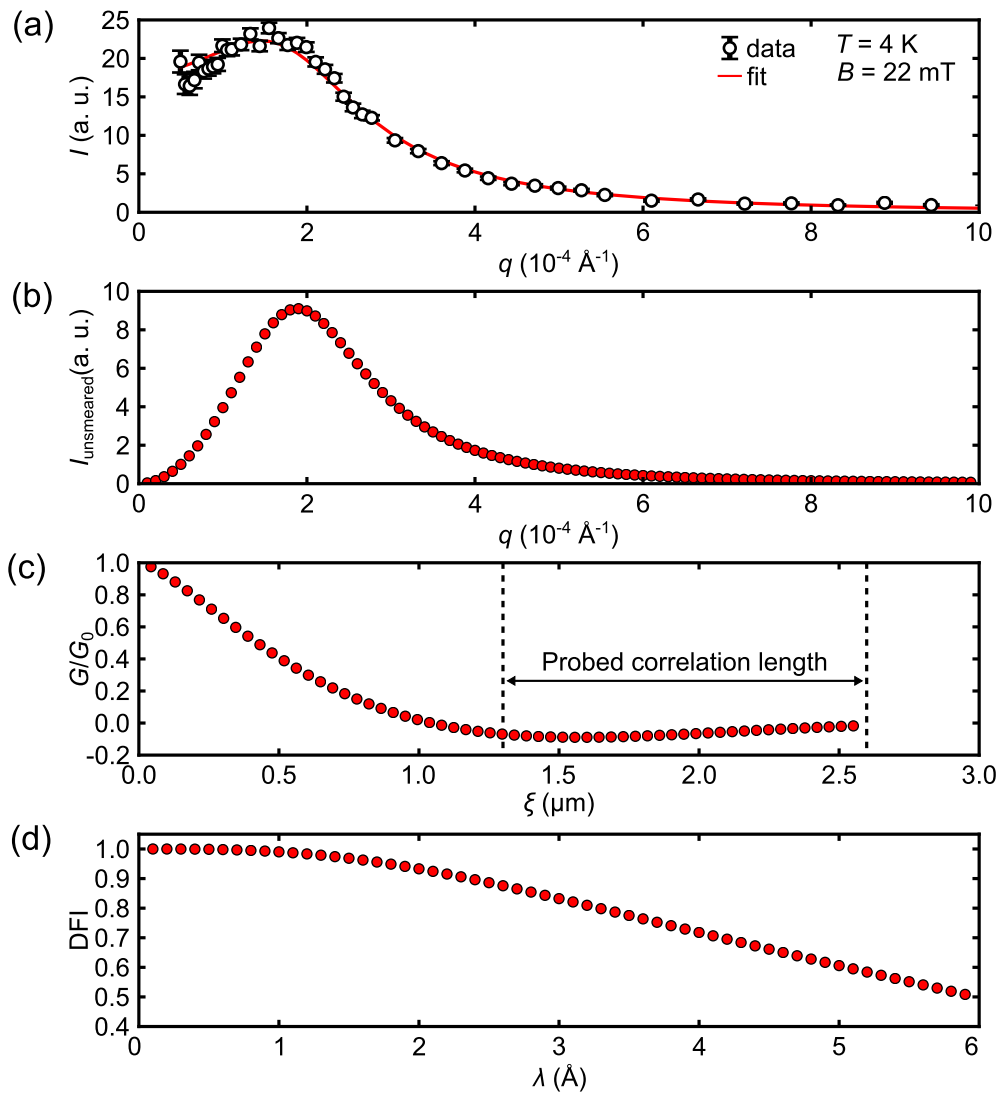 (a)
25
20
15
10
5
0
I (a. u.)
data
fit
T = 4 K
B = 22 mT
0 2 4 6 8 10
q (10⁻⁴ Å⁻¹)
(b)
10
8
6
4
2
0
I_unsmeared(a. u.)
0 2 4 6 8 10
q (10⁻⁴ Å⁻¹)
(c)
1.0
0.8
0.6
0.4
0.2
0.0
-0.2
G/G₀
Probed correlation length
0.0 0.5 1.0 1.5 2.0 2.5 3.0
ξ (μm)
(d)
1.0
0.9
0.8
0.7
0.6
0.5
0.4
DFI
0 1 2 3 4 5 6
λ (Å)